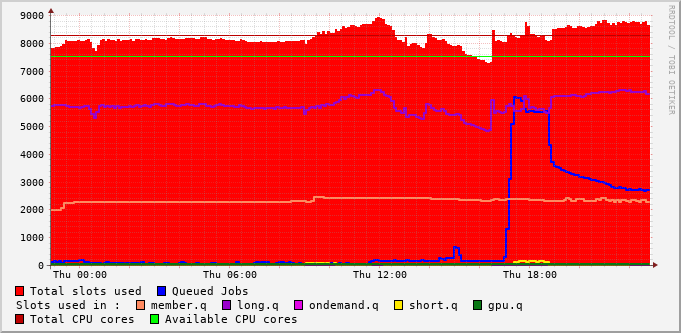 9000
8000
7000
6000
5000
4000
3000
2000
1000
0
Thu 00:00 Thu 06:00 Thu 12:00 Thu 18:00
RRDTOOL / TOBI OETIKER
Total slots used Queued Jobs
Slots used in : member.q long.q ondemand.q short.q gpu.q
Total CPU cores Available CPU cores